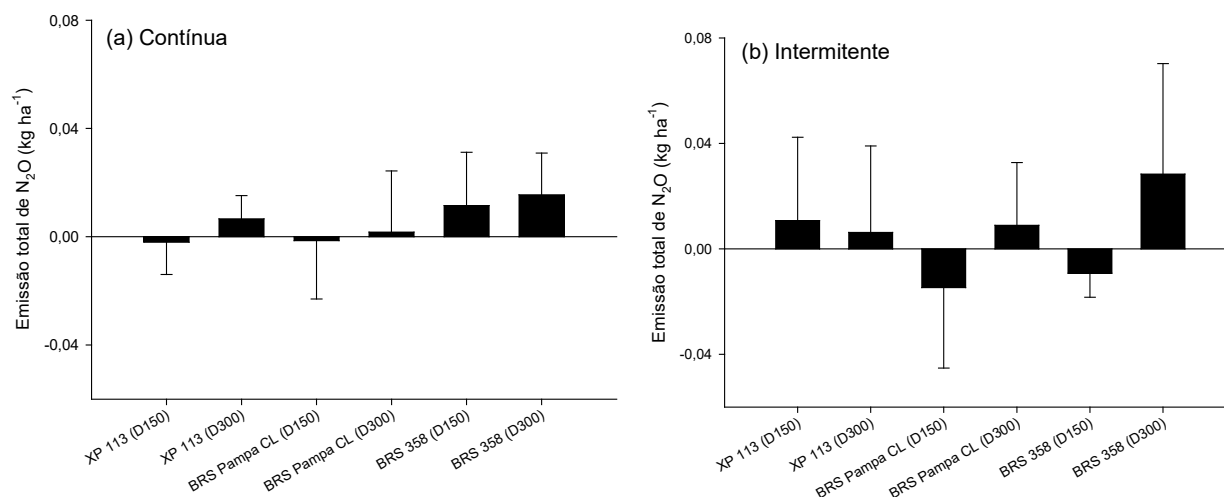 (a) Contínua
Emissão total de N₂O (kg ha⁻¹)
0,08
0,04
0,00
-0,04
XP 113 (D150)
XP 113 (D300)
BRS Pampa CL (D150)
BRS Pampa CL (D300)
BRS 358 (D150)
BRS 358 (D300)
(b) Intermitente
Emissão total de N₂O (kg ha⁻¹)
0,08
0,04
0,00
-0,04
XP 113 (D150)
XP 113 (D300)
BRS Pampa CL (D150)
BRS Pampa CL (D300)
BRS 358 (D150)
BRS 358 (D300)